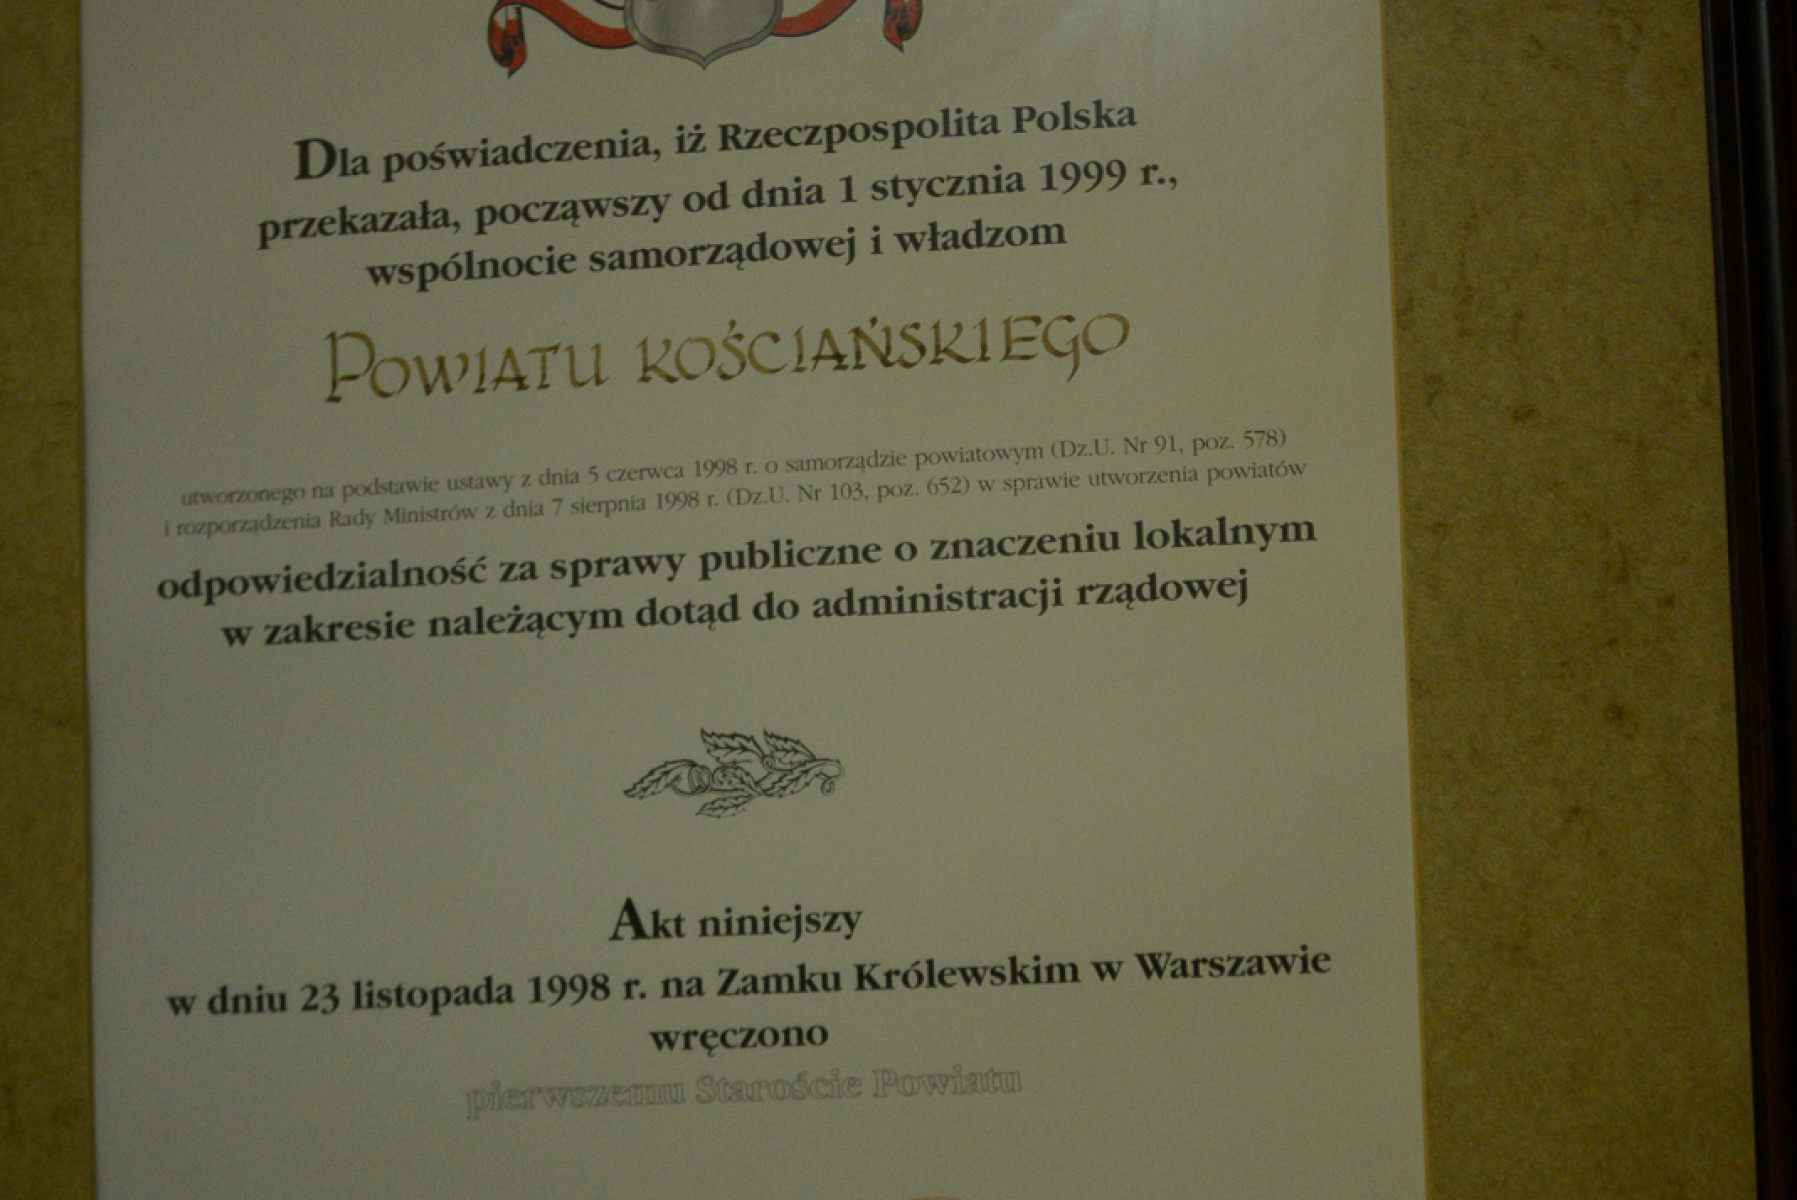 Dla poświadczenia, iż Rzeczpospolita Polska
przekazała, począwszy od dnia 1 stycznia 1999 r.,
wspólnocie samorządowej i władzom
POWIATU KOŚCIAŃSKIEGO
utworzonego na podstawie ustawy z dnia 5 czerwca 1998 r. o samorządzie powiatowym (Dz.U. Nr 91, poz. 578)
i rozporządzenia Rady Ministrów z dnia 7 sierpnia 1998 r. (Dz.U. Nr 103, poz. 652) w sprawie utworzenia powiatów
odpowiedzialność za sprawy publiczne o znaczeniu lokalnym
w zakresie należącym dotąd do administracji rządowej
Akt niniejszy
w dniu 23 listopada 1998 r. na Zamku Królewskim w Warszawie
wręczono
pierwszemu Staroście Powiatu